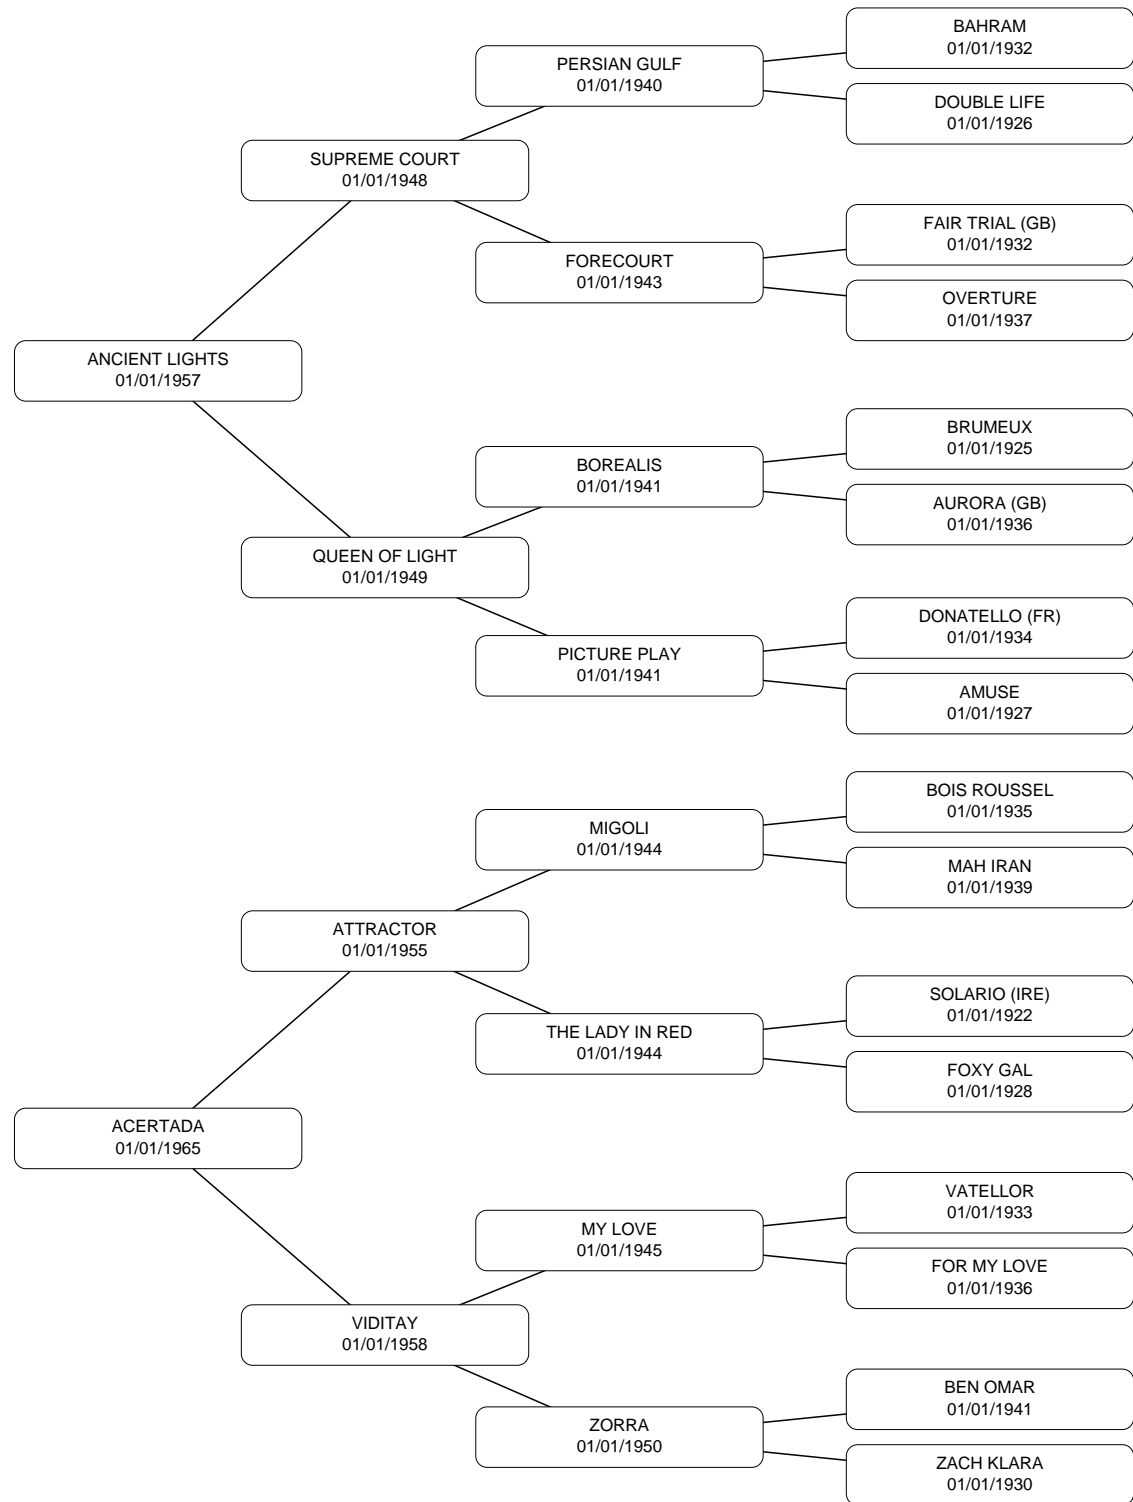 BAHRAM
01/01/1932
PERSIAN GULF
01/01/1940
DOUBLE LIFE
01/01/1926
SUPREME COURT
01/01/1948
FAIR TRIAL (GB)
01/01/1932
FORECOURT
01/01/1943
OVERTURE
01/01/1937
ANCIENT LIGHTS
01/01/1957
BRUMEUX
01/01/1925
BOREALIS
01/01/1941
AURORA (GB)
01/01/1936
QUEEN OF LIGHT
01/01/1949
DONATELLO (FR)
01/01/1934
PICTURE PLAY
01/01/1941
AMUSE
01/01/1927
BOIS ROUSSEL
01/01/1935
MIGOLI
01/01/1944
MAH IRAN
01/01/1939
ATTRACTOR
01/01/1955
SOLARIO (IRE)
01/01/1922
THE LADY IN RED
01/01/1944
FOXY GAL
01/01/1928
ACERTADA
01/01/1965
VATELLOR
01/01/1933
MY LOVE
01/01/1945
FOR MY LOVE
01/01/1936
VIDITAY
01/01/1958
BEN OMAR
01/01/1941
ZORRA
01/01/1950
ZACH KLARA
01/01/1930